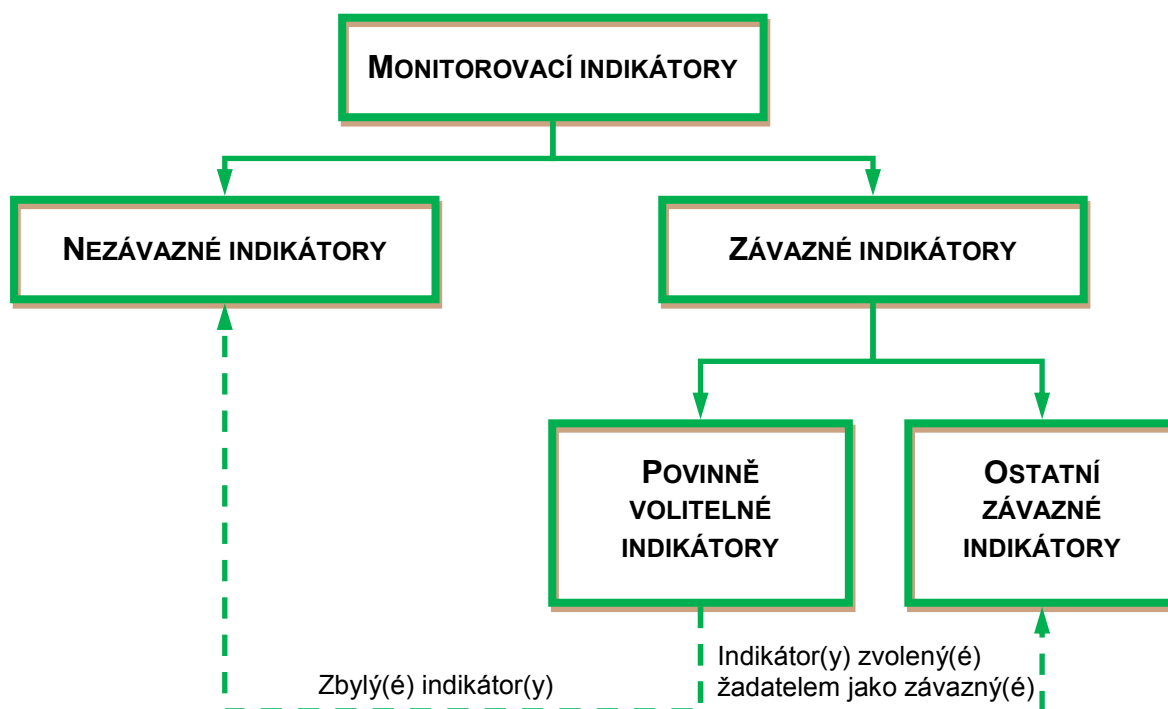 MONITOROVACÍ INDIKÁTORY
NEZÁVAZNÉ INDIKÁTORY
ZÁVAZNÉ INDIKÁTORY
POVINNĚ
VOLITELNÉ
INDIKÁTORY
OSTATNÍ
ZÁVAZNÉ
INDIKÁTORY
Zbylý(é) indikátor(y)
Indikátor(y) zvolený(é)
žadatelem jako závazný(é)